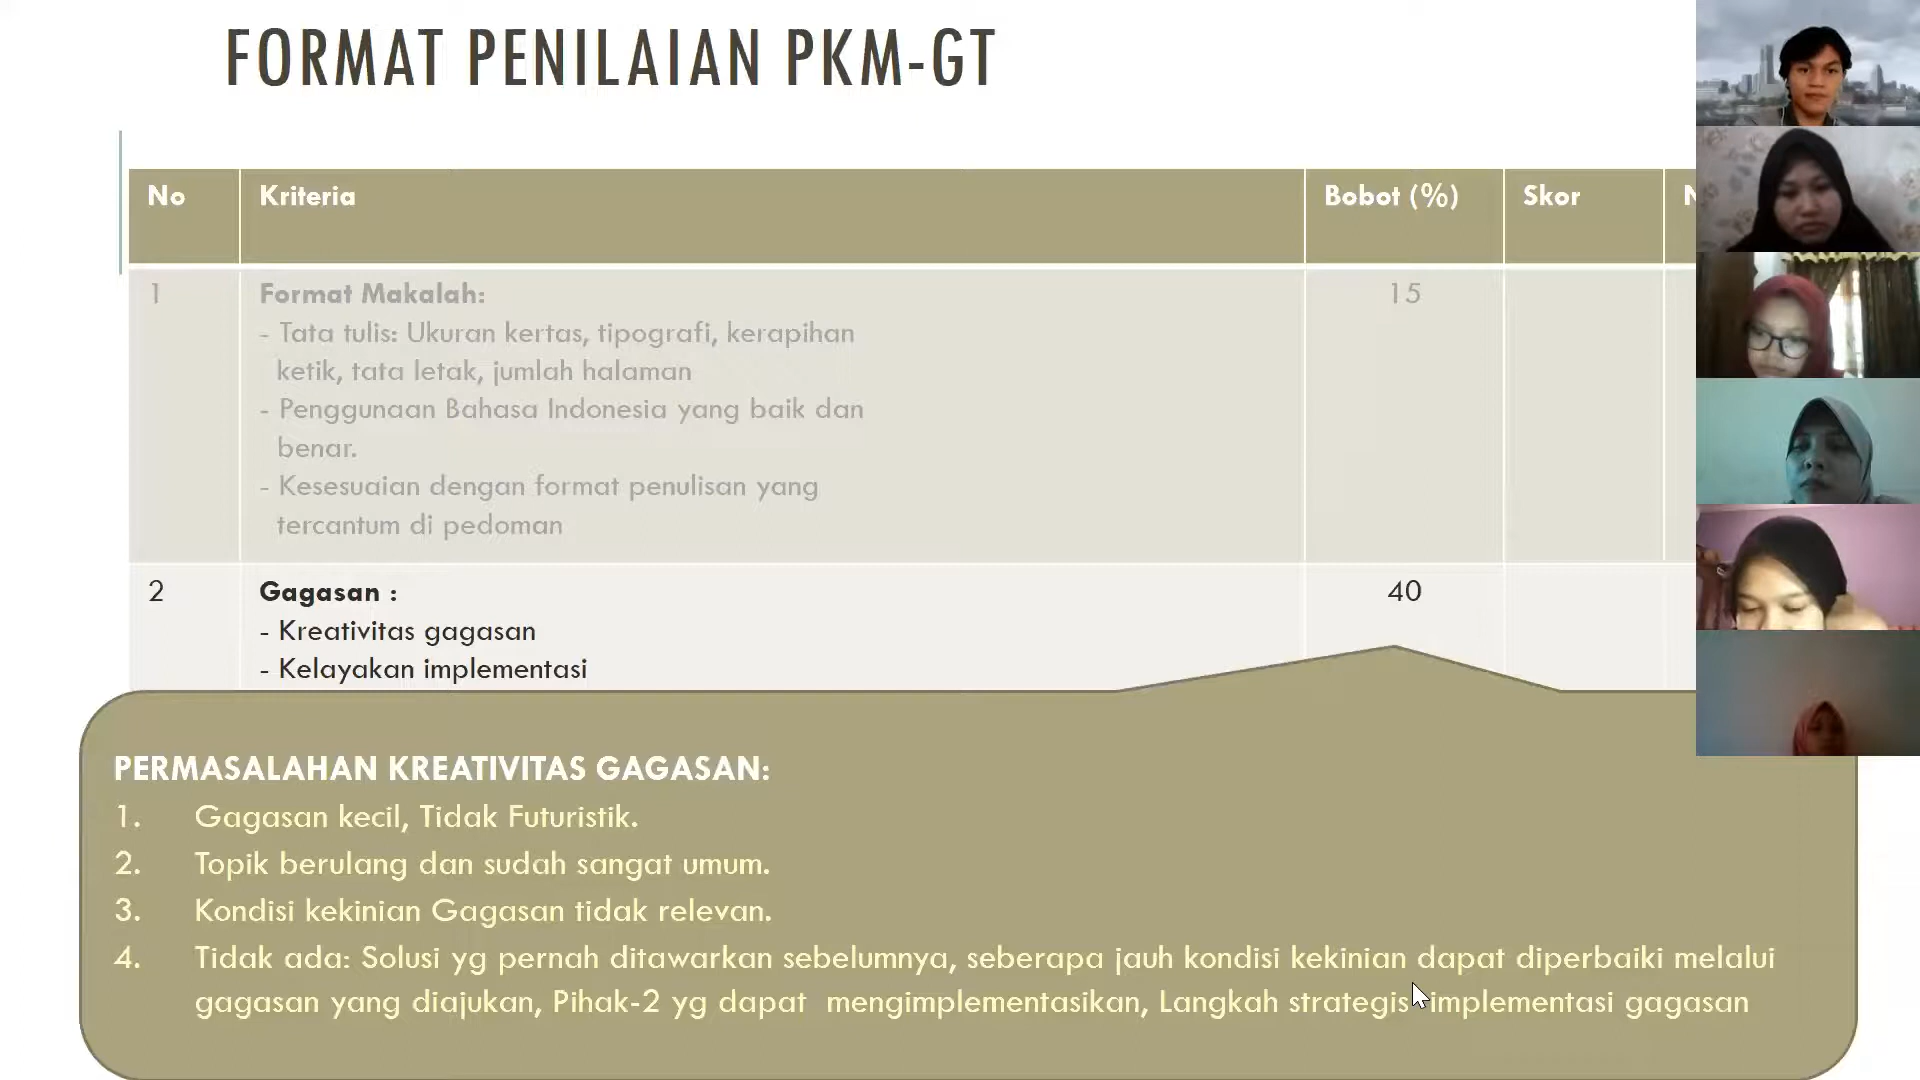 FORMAT PENILAIAN PKM-GT
No Kriteria Bobot (%) Skor
1 Format Makalah: 15
- Tata tulis: Ukuran kertas, tipografi, kerapihan
ketik, tata letak, jumlah halaman
- Penggunaan Bahasa Indonesia yang baik dan
benar.
- Kesesuaian dengan format penulisan yang
tercantum di pedoman
2 Gagasan : 40
- Kreativitas gagasan
- Kelayakan implementasi
PERMASALAHAN KREATIVITAS GAGASAN:
1. Gagasan kecil, Tidak Futuristik.
2. Topik berulang dan sudah sangat umum.
3. Kondisi kekinian Gagasan tidak relevan.
4. Tidak ada: Solusi yg pernah ditawarkan sebelumnya, seberapa jauh kondisi kekinian dapat diperbaiki melalui
gagasan yang diajukan, Pihak-2 yg dapat mengimplementasikan, Langkah strategis implementasi gagasan